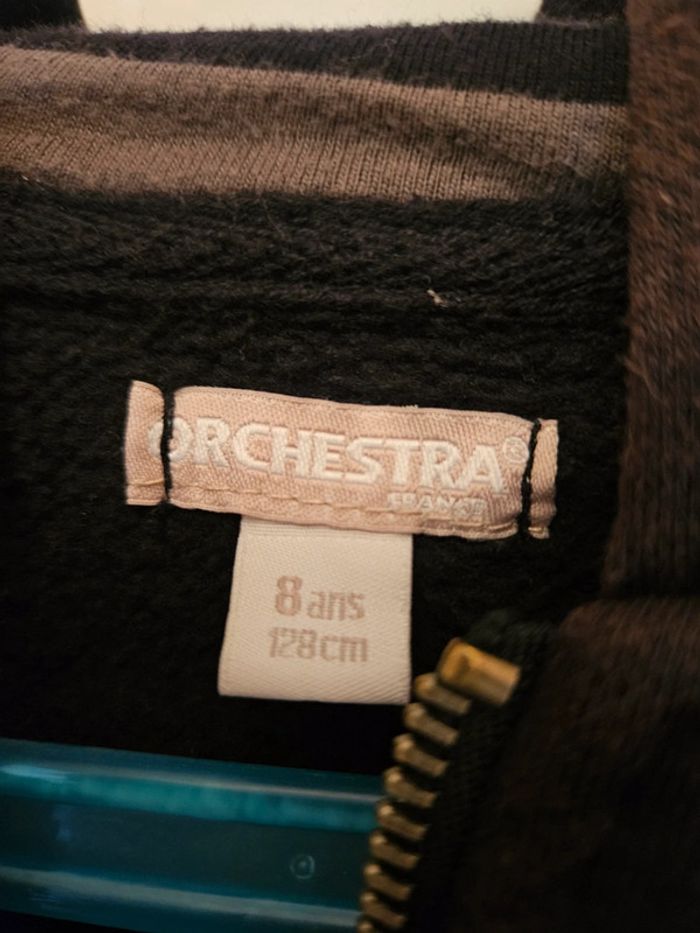 ORCHESTRA®
FRANCE
8 ans
128cm